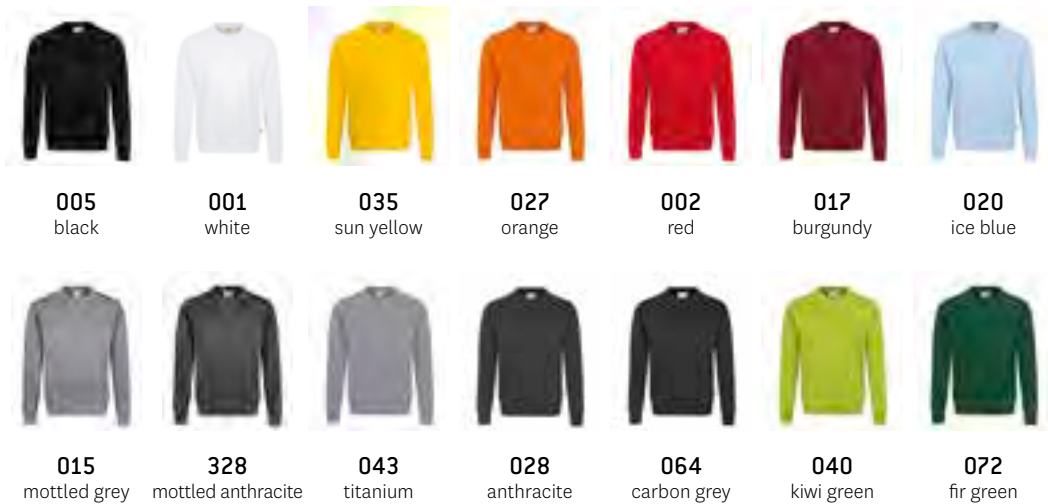 005 001 035 027 002 017 020
black white sun yellow orange red burgundy ice blue
015 328 043 028 064 040 072
mottled grey mottled anthracite titanium anthracite carbon grey kiwi green fir green